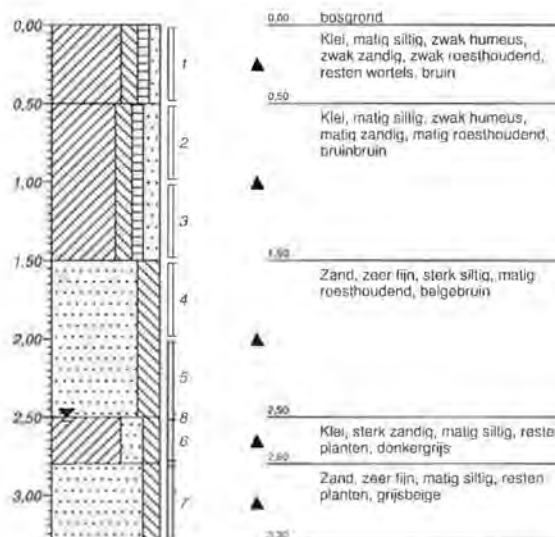 0,00
0,50
1,00
1,50
2,00
2,50
3,00
1
2
3
4
5
8
6
7
0,00
bosgrond
Klei, matig siltig, zwak humeus,
zwak zandig, zwak roesthoudend,
resten wortels, bruin
0,50
Klei, matig siltig, zwak humeus,
matig zandig, matig roesthoudend,
bruinbruin
1,50
Zand, zeer fijn, sterk siltig, matig
roesthoudend, beigebruin
2,50
Klei, sterk zandig, matig siltig, resten
planten, donkergrijs
2,80
Zand, zeer fijn, matig siltig, resten
planten, grijsbeige